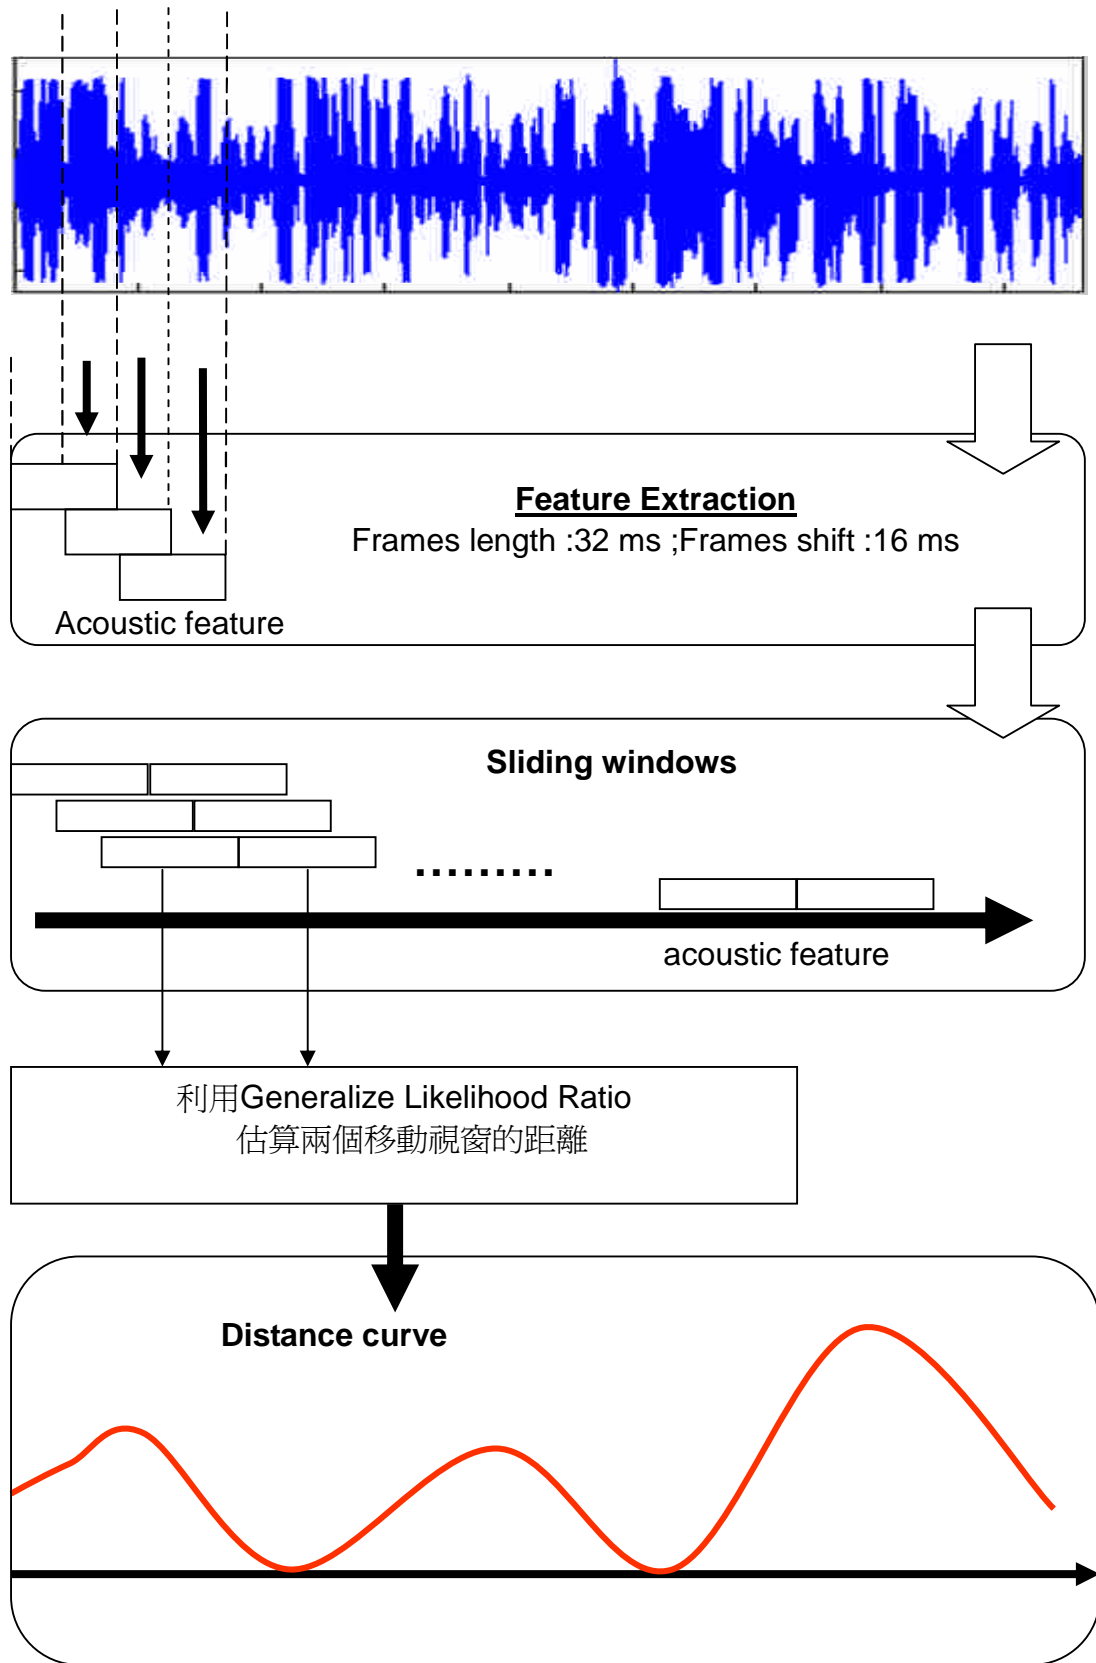 Feature Extraction
Frames length :32 ms ;Frames shift :16 ms
Acoustic feature
Sliding windows
.........
acoustic feature
利用Generalize Likelihood Ratio
估算兩個移動視窗的距離
Distance curve